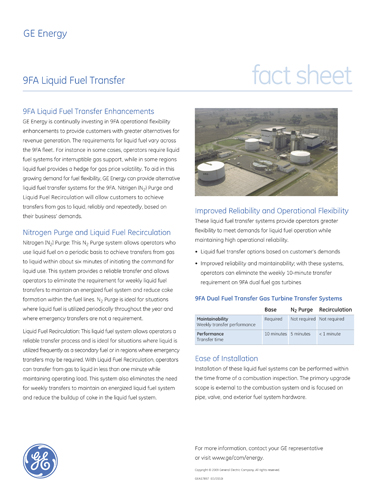 GE Energy
9FA Liquid Fuel Transfer
fact sheet
9FA Liquid Fuel Transfer Enhancements
GE Energy is continually investing in 9FA operational flexibility
enhancements to provide customers with greater alternatives for
revenue generation. The requirements for liquid fuel vary across
the 9FA fleet. For instance in some cases, operators require liquid
fuel systems for interruptible gas support, while in some regions
liquid fuel provides a hedge for gas price volatility. To aid in this
growing demand for fuel flexibility, GE Energy can provide alternative
liquid fuel transfer systems for the 9FA. Nitrogen (N2) Purge and
Liquid Fuel Recirculation will allow customers to achieve
transfers from gas to liquid, reliably and repeatedly, based on
their business' demands.
Nitrogen Purge and Liquid Fuel Recirculation
Nitrogen (N2) Purge: This N2 Purge system allows operators who
use liquid fuel on a periodic basis to achieve transfers from gas
to liquid within about six minutes of initiating the command for
liquid use. This system provides a reliable transfer and allows
operators to eliminate the requirement for weekly liquid fuel
transfers to maintain an energized fuel system and reduce coke
formation within the fuel lines. N2 Purge is ideal for situations
where liquid fuel is utilized periodically throughout the year and
where emergency transfers are not a requirement.
Liquid Fuel Recirculation: This liquid fuel system allows operators a
reliable transfer process and is ideal for situations where liquid is
utilized frequently as a secondary fuel or in regions where emergency
transfers may be required. With Liquid Fuel Recirculation, operators
can transfer from gas to liquid in less than one minute while
maintaining operating load. This system also eliminates the need
for weekly transfers to maintain an energized liquid fuel system
and reduce the buildup of coke in the liquid fuel system.
Improved Reliability and Operational Flexibility
These liquid fuel transfer systems provide operators greater
flexibility to meet demands for liquid fuel operation while
maintaining high operational reliability.
• Liquid fuel transfer options based on customer's demands
• Improved reliability and maintainability; with these systems,
operators can eliminate the weekly 10-minute transfer
requirement on 9FA dual fuel gas turbines
9FA Dual Fuel Transfer Gas Turbine Transfer Systems
Base N2 Purge Recirculation
Maintainability Required Not required Not required
Weekly transfer performance
Performance 10 minutes 5 minutes < 1 minute
Transfer time
Ease of Installation
Installation of these liquid fuel systems can be performed within
the time frame of a combustion inspection. The primary upgrade
scope is external to the combustion system and is focused on
pipe, valve, and exterior fuel system hardware.
For more information, contact your GE representative
or visit www.ge.com/energy.